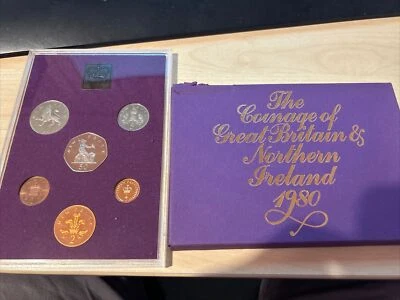 The
Coinage of
Great Britain &
Northern
Ireland
1980